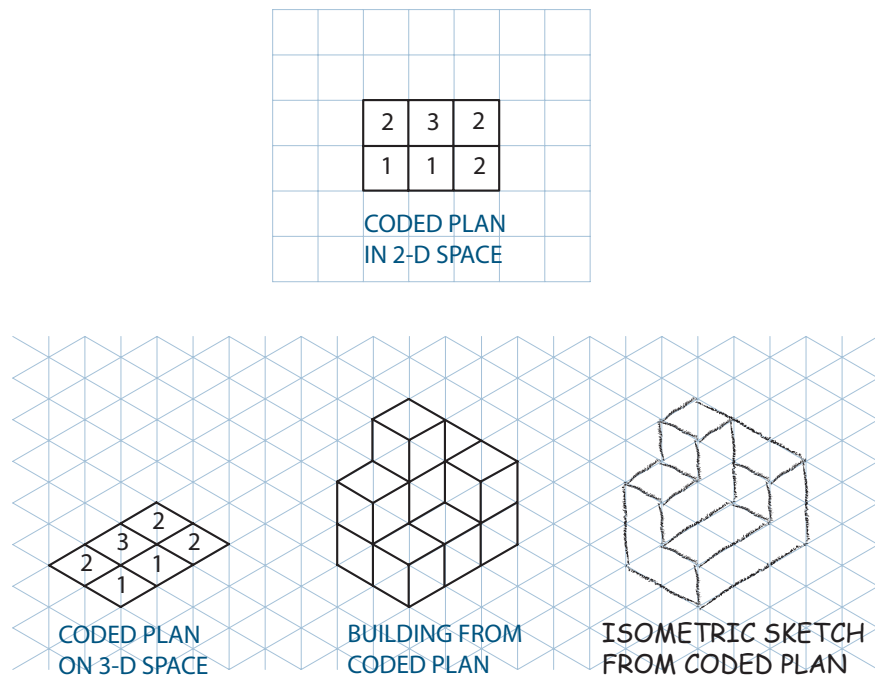 2 3 2
1 1 2
CODED PLAN
IN 2-D SPACE
2
3 2
2 1
1
CODED PLAN
ON 3-D SPACE
BUILDING FROM
CODED PLAN
ISOMETRIC SKETCH
FROM CODED PLAN